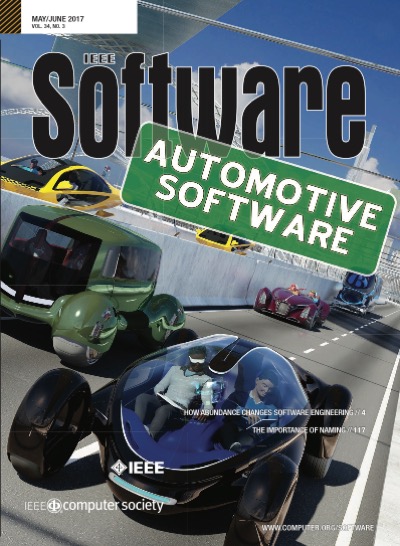 MAY/JUNE 2017
VOL. 34, NO. 3
IEEE
Software
AUTOMOTIVE
SOFTWARE
HOW ABUNDANCE CHANGES SOFTWARE ENGINEERING // 4
THE IMPORTANCE OF NAMING // 117
IEEE
IEEE computer society
WWW.COMPUTER.ORG/SOFTWARE